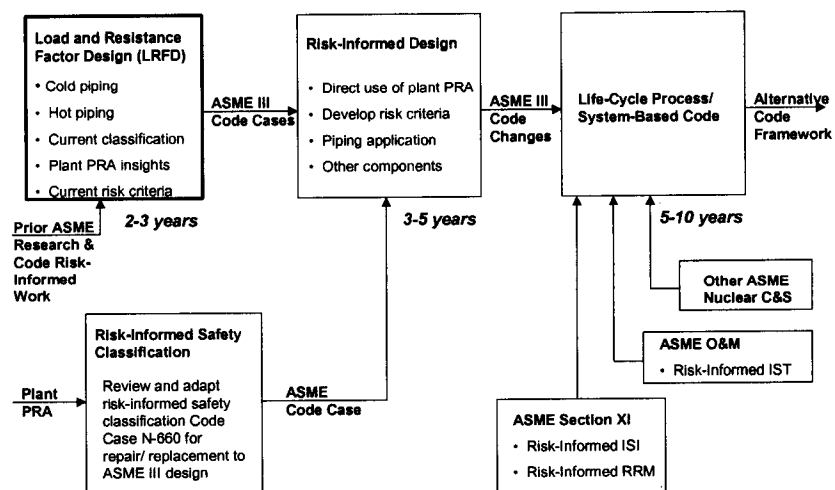 Load and Resistance
Factor Design (LRFD)
• Cold piping
• Hot piping
• Current classification
• Plant PRA insights
• Current risk criteria
ASME III
Code Cases
Risk-Informed Design
• Direct use of plant PRA
• Develop risk criteria
• Piping application
• Other components
ASME III
Code
Changes
Life-Cycle Process/
System-Based Code
Alternative
Code
Framework
2-3 years
3-5 years
5-10 years
Prior ASME
Research &
Code Risk-
Informed
Work
Other ASME
Nuclear C&S
ASME O&M
• Risk-Informed IST
Risk-Informed Safety
Classification
Review and adapt
risk-informed safety
classification Code
Case N-660 for
repair/ replacement to
ASME III design
Plant
PRA
ASME
Code Case
ASME Section XI
• Risk-Informed ISI
• Risk-Informed RRM